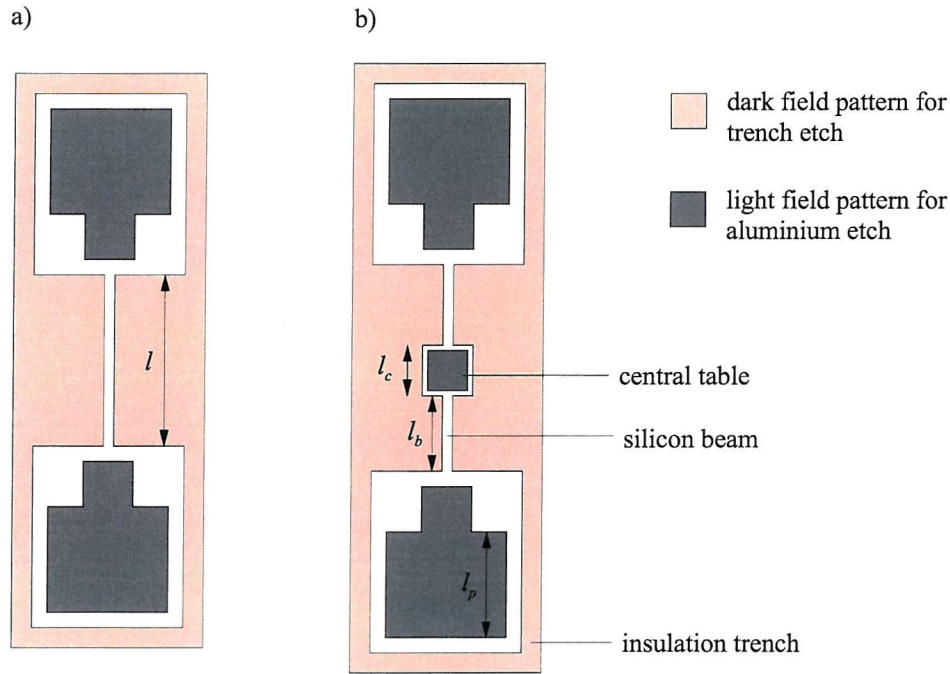 a)
b)
dark field pattern for
trench etch
light field pattern for
aluminium etch
l
l_c
central table
l_b
silicon beam
l_p
insulation trench